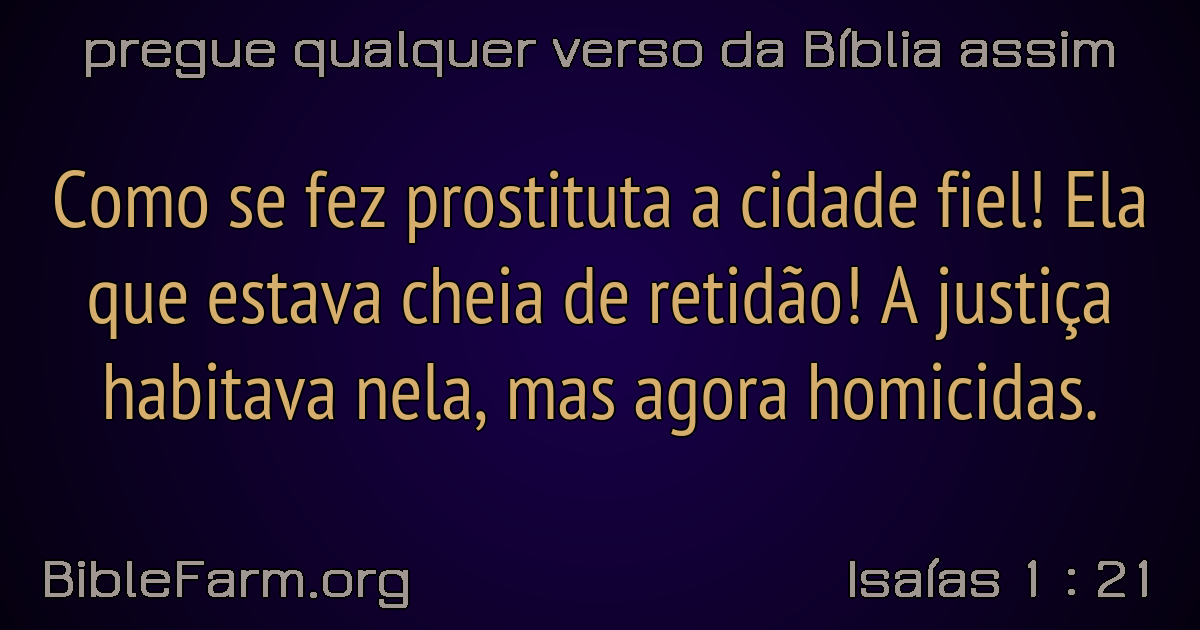 pregue qualquer verso da Bíblia assim
Como se fez prostituta a cidade fiel! Ela
que estava cheia de retidão! A justiça
habitava nela, mas agora homicidas.
BibleFarm.org
Isaías 1 : 21